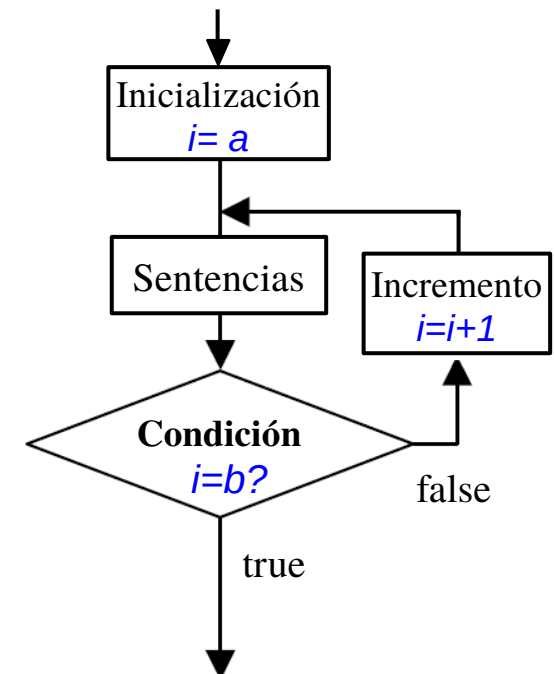 Inicialización
i= a
Sentencias
Incremento
i=i+1
Condición
i=b?
false
true